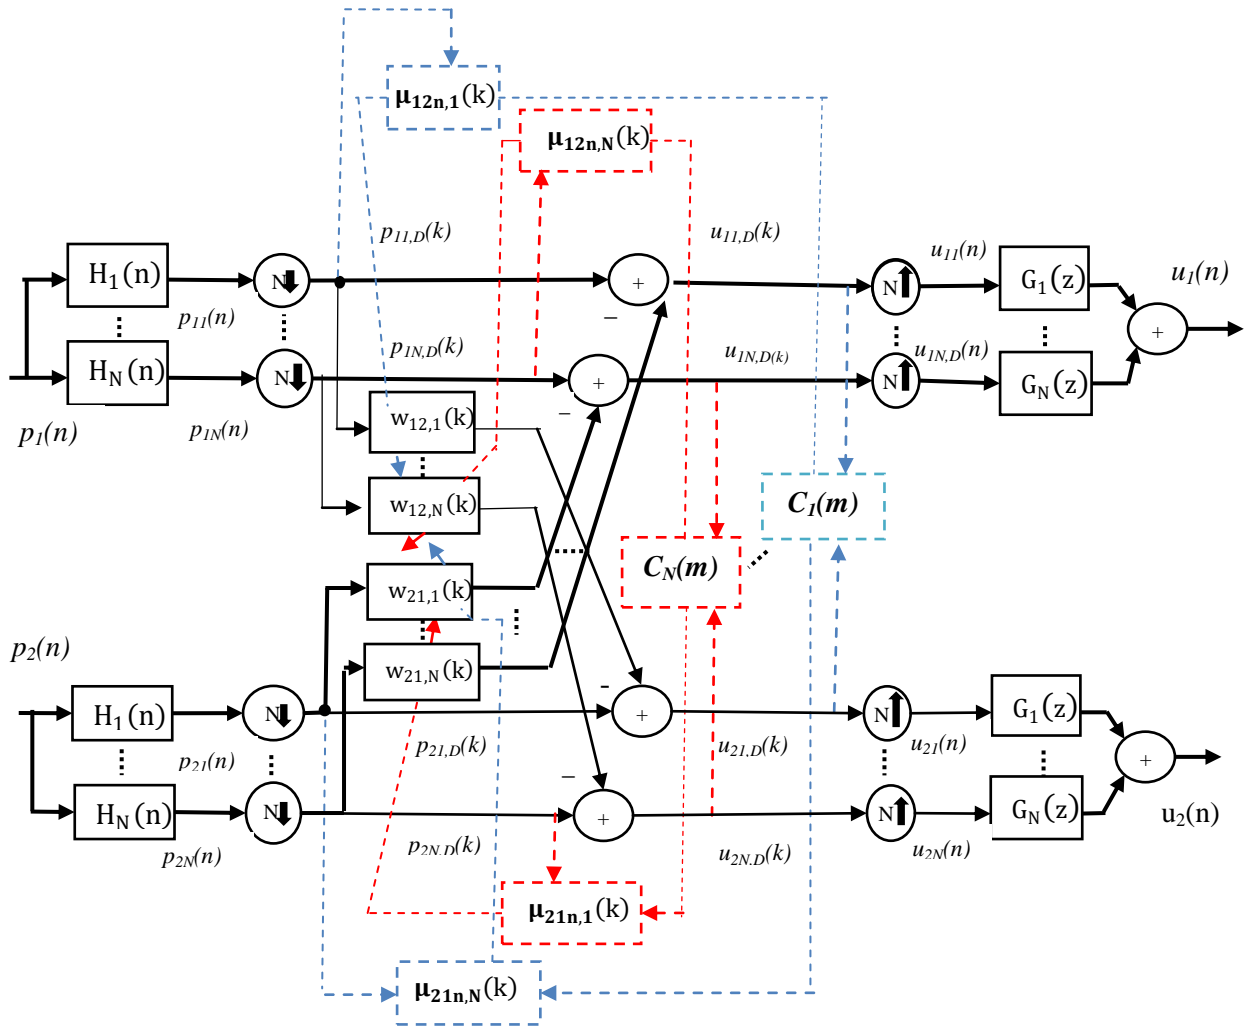 μ12n,1(k)
μ12n,N(k)
p11,D(k)
u11,D(k)
H1(n)
N
+
N
u11(n)
G1(z)
u1(n)
p11(n)
–
p1N,D(k)
u1N,D(k)
u1N,D(n)
+
HN(n)
N
+
N
GN(z)
p1(n)
p1N(n)
–
w12,1(k)
w12,N(k)
C1(m)
CN(m)
w21,1(k)
p2(n)
w21,N(k)
-
H1(n)
N
+
N
G1(z)
p21(n)
p21,D(k)
u21,D(k)
u21(n)
+
–
HN(n)
N
+
N
GN(z)
u2(n)
p2N(n)
p2N,D(k)
u2N,D(k)
u2N(n)
μ21n,1(k)
μ21n,N(k)